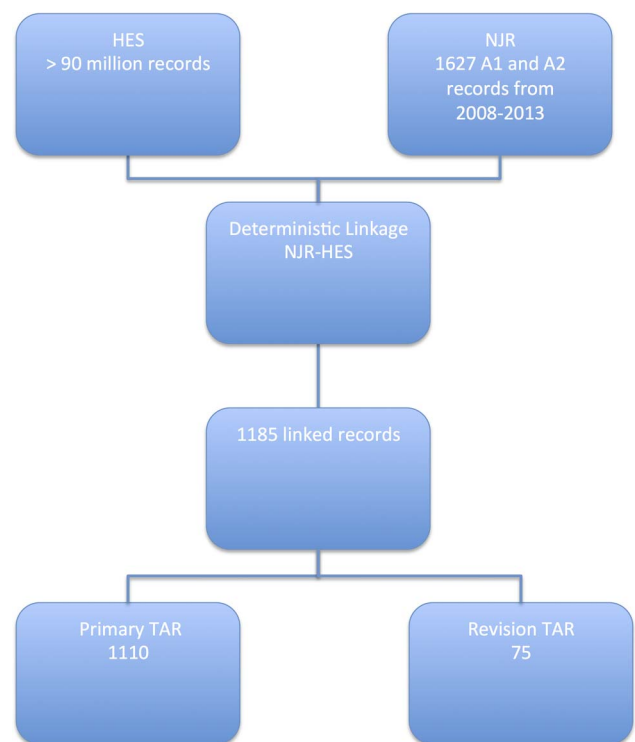 HES
> 90 million records
NJR
1627 A1 and A2
records from
2008-2013
Deterministic Linkage
NJR-HES
1185 linked records
Primary TAR
1110
Revision TAR
75